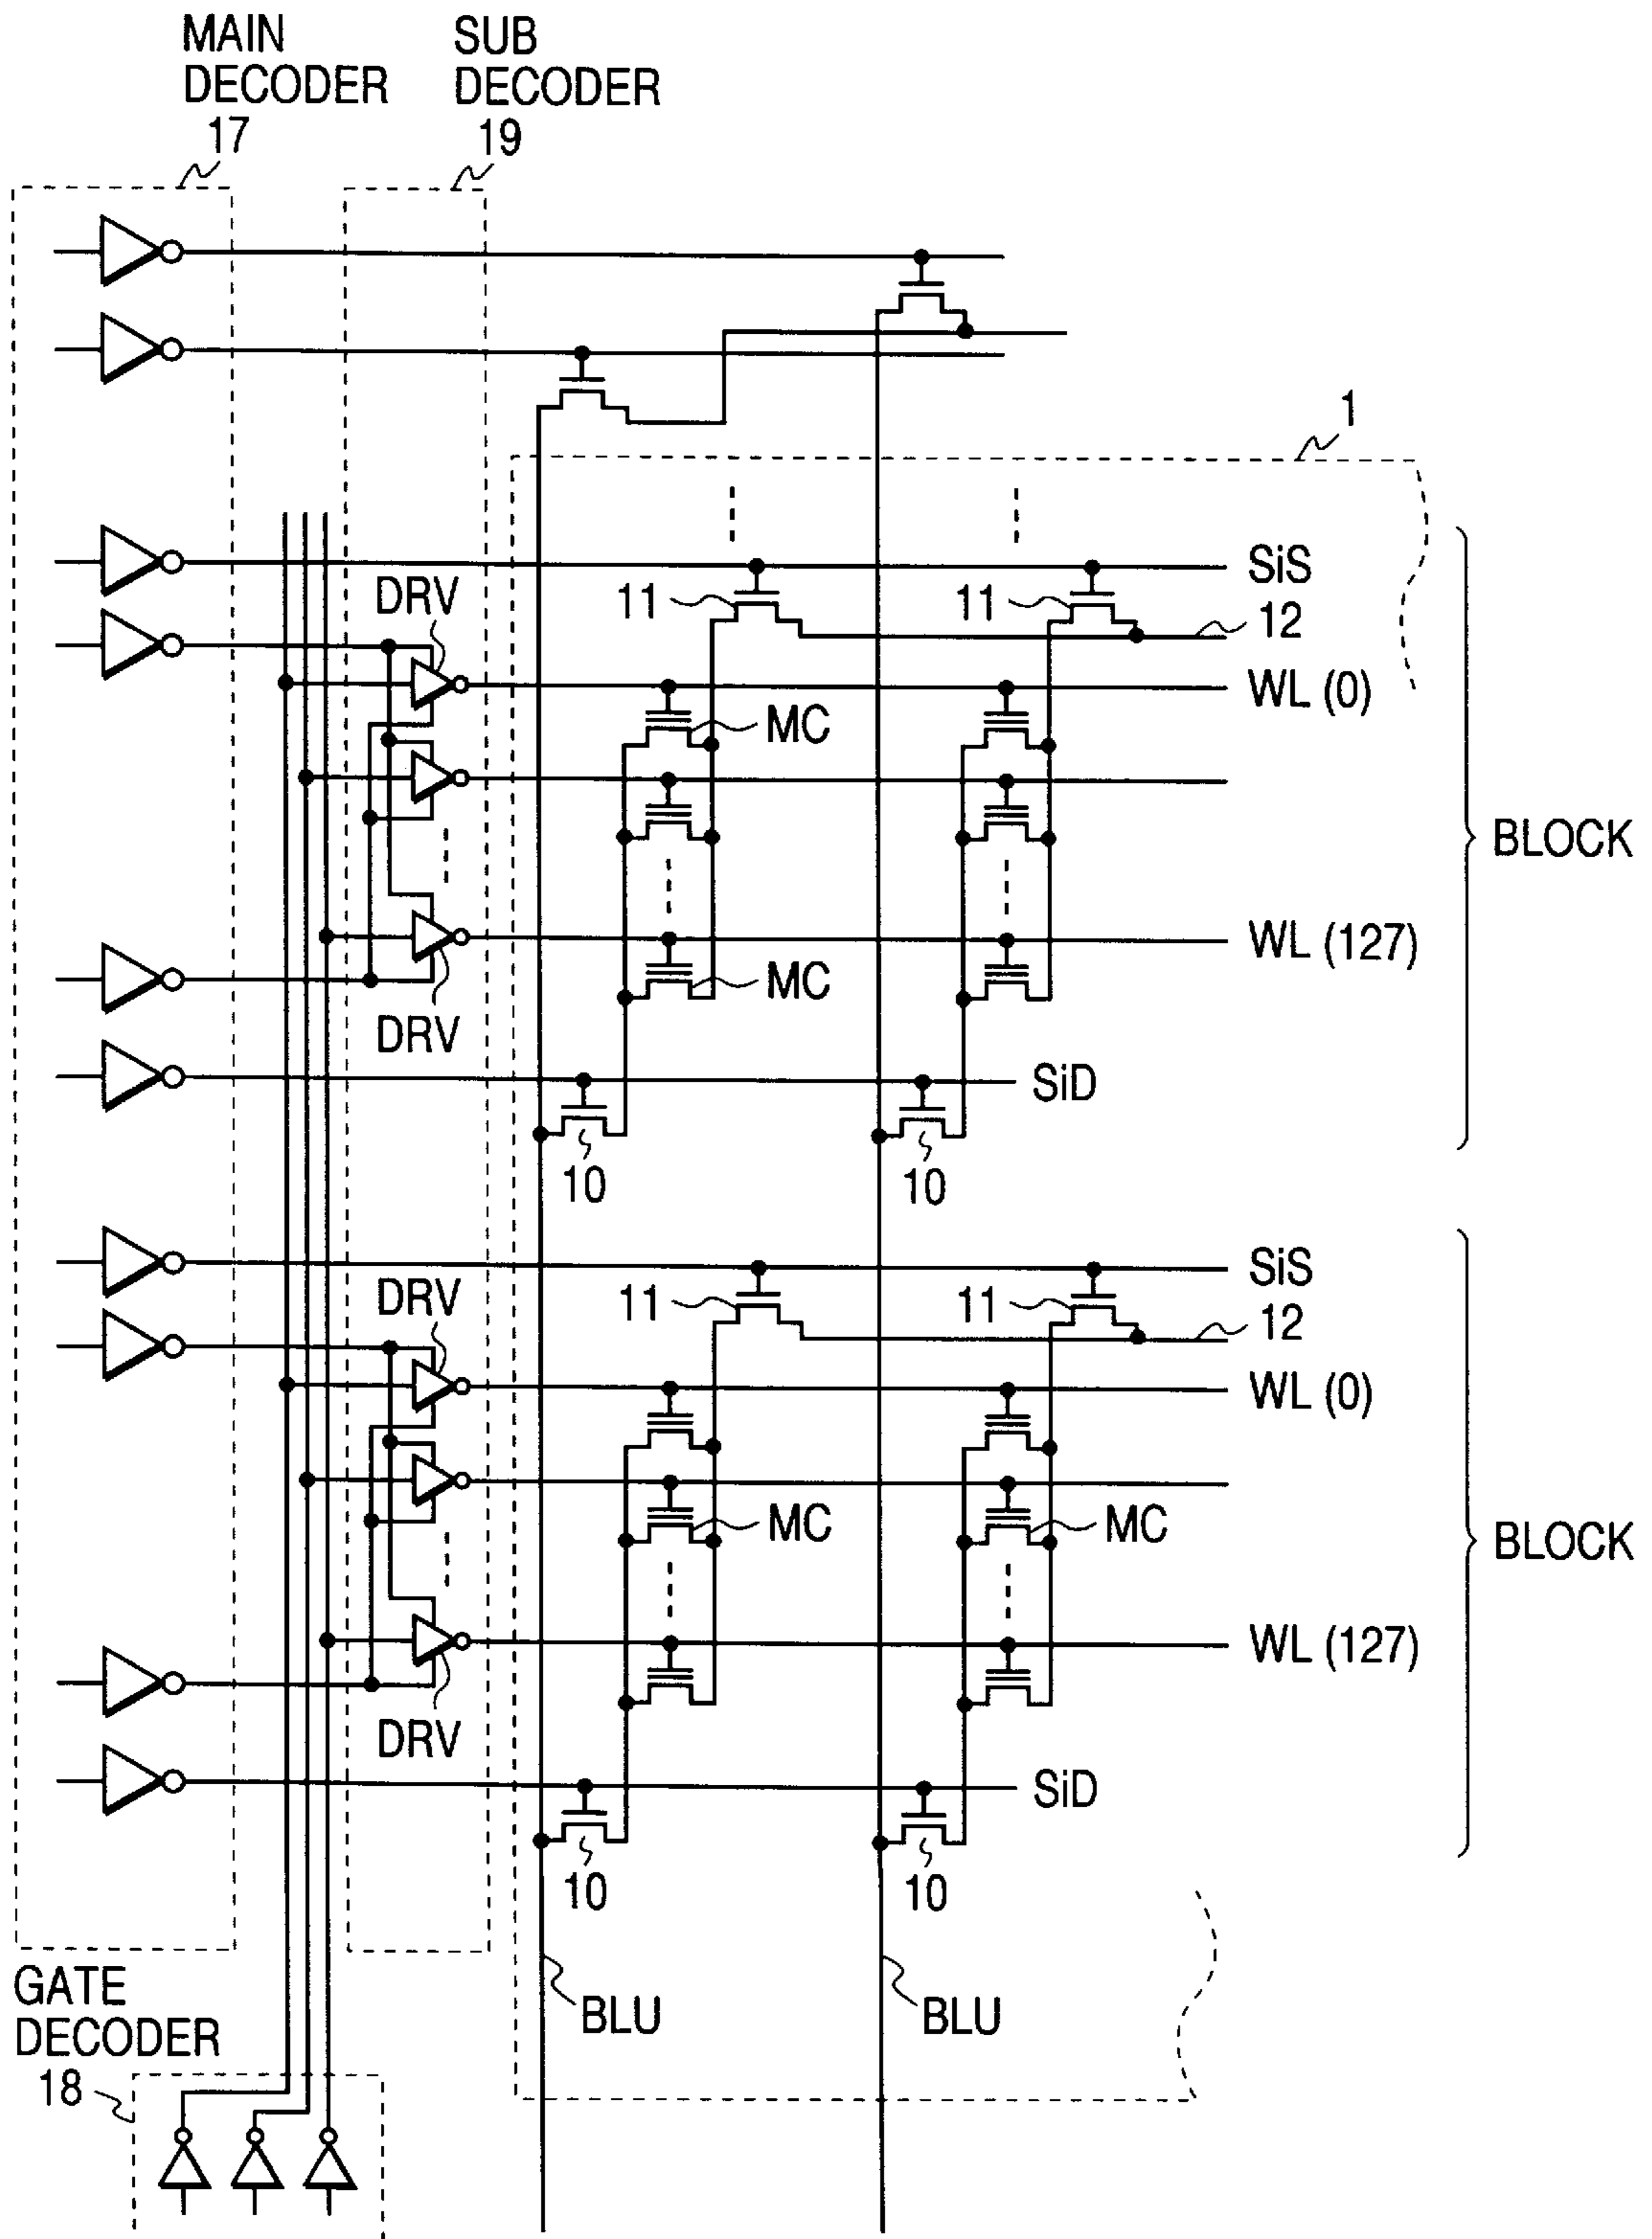 MAIN
DECODER
17
SUB
DECODER
19
1
SiS
DRV
11
11
12
WL (0)
MC
BLOCK
WL (127)
MC
DRV
SiD
10
10
SiS
DRV
11
11
12
WL (0)
MC
MC
BLOCK
WL (127)
DRV
SiD
10
10
GATE
DECODER
18
BLU
BLU